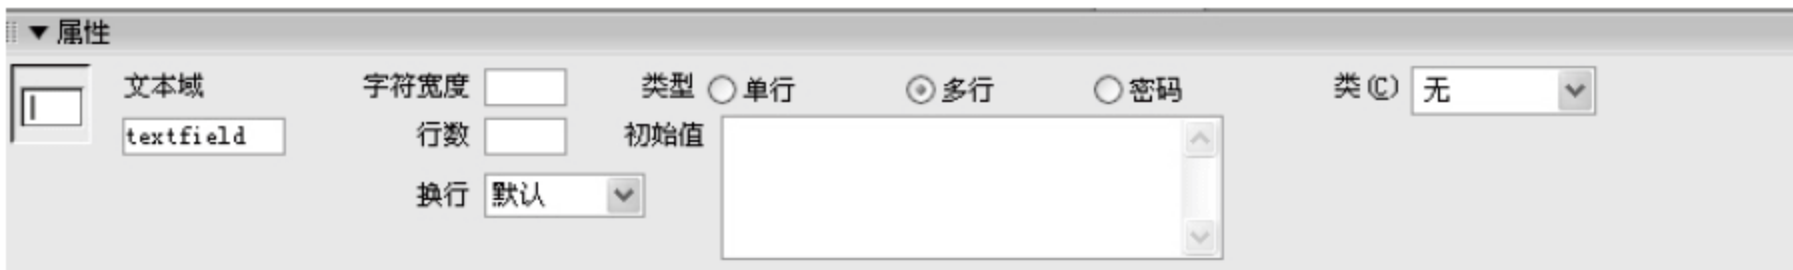 属性
文本域 字符宽度 类型 单行 多行 密码 类(C) 无
textfield 行数 初始值
换行 默认